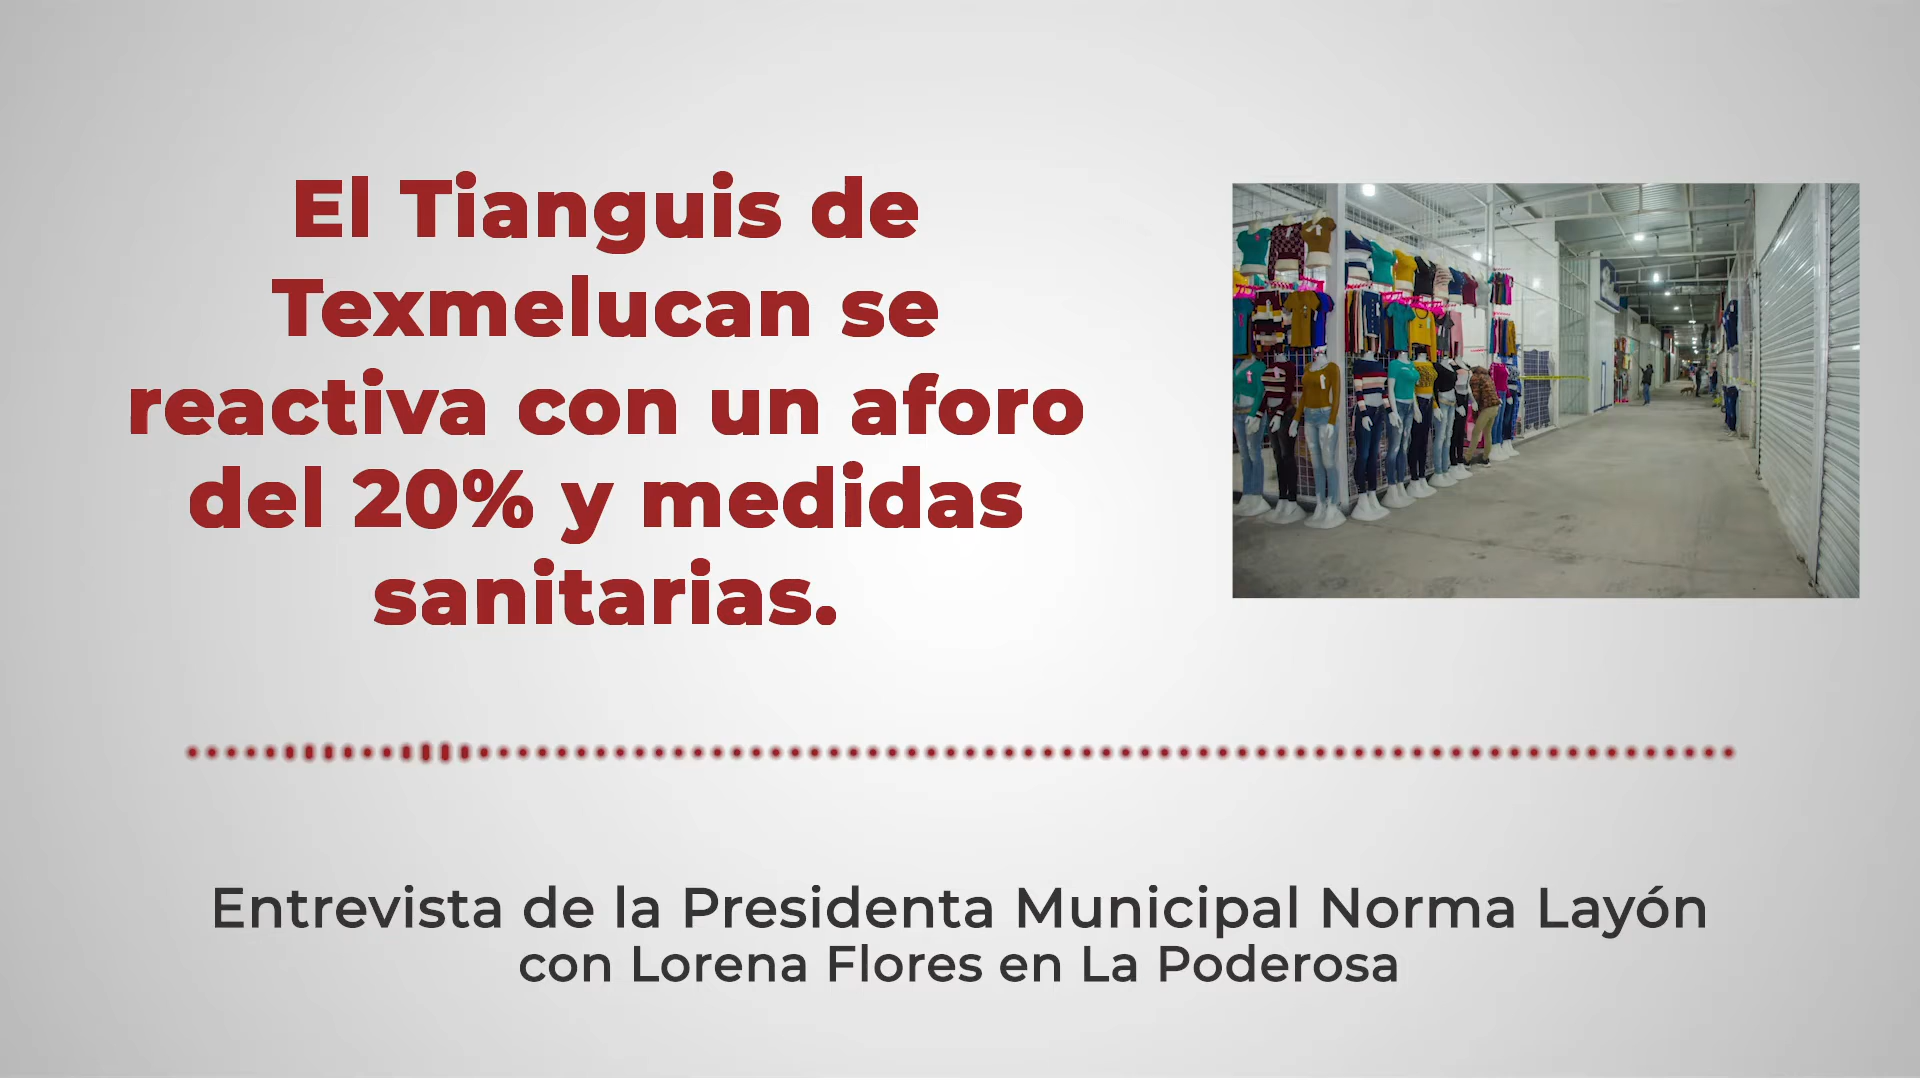 El Tianguis de
Texmelucan se
reactiva con un aforo
del 20% y medidas
sanitarias.
Entrevista de la Presidenta Municipal Norma Layón
con Lorena Flores en La Poderosa